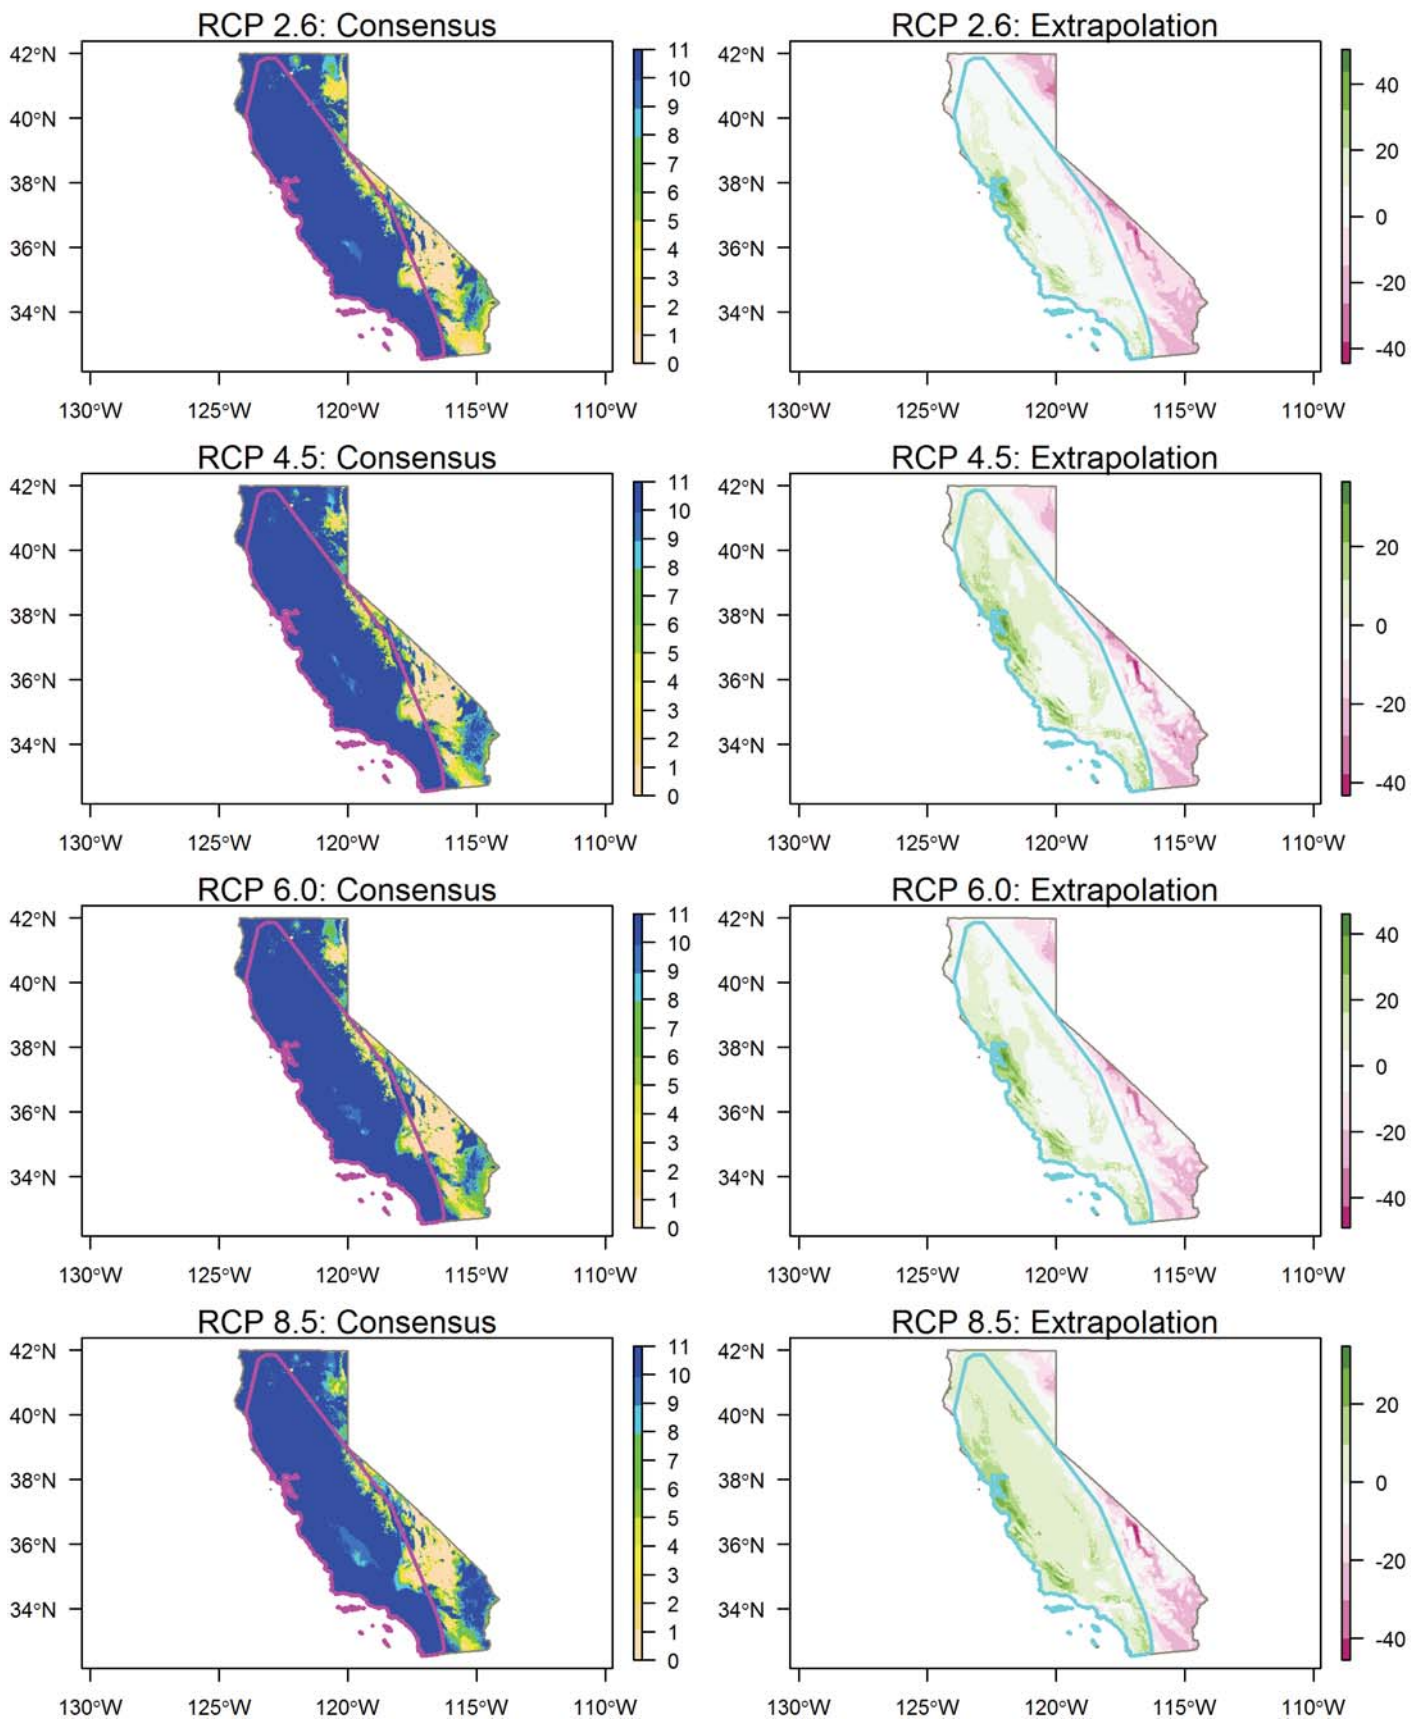 RCP 2.6: Consensus
42°N
40°N
38°N
36°N
34°N
130°W 125°W 120°W 115°W 110°W
11
10
9
8
7
6
5
4
3
2
1
0
RCP 2.6: Extrapolation
42°N
40°N
38°N
36°N
34°N
130°W 125°W 120°W 115°W 110°W
40
20
0
-20
-40
RCP 4.5: Consensus
42°N
40°N
38°N
36°N
34°N
130°W 125°W 120°W 115°W 110°W
11
10
9
8
7
6
5
4
3
2
1
0
RCP 4.5: Extrapolation
42°N
40°N
38°N
36°N
34°N
130°W 125°W 120°W 115°W 110°W
20
0
-20
-40
RCP 6.0: Consensus
42°N
40°N
38°N
36°N
34°N
130°W 125°W 120°W 115°W 110°W
11
10
9
8
7
6
5
4
3
2
1
0
RCP 6.0: Extrapolation
42°N
40°N
38°N
36°N
34°N
130°W 125°W 120°W 115°W 110°W
40
20
0
-20
-40
RCP 8.5: Consensus
42°N
40°N
38°N
36°N
34°N
130°W 125°W 120°W 115°W 110°W
11
10
9
8
7
6
5
4
3
2
1
0
RCP 8.5: Extrapolation
42°N
40°N
38°N
36°N
34°N
130°W 125°W 120°W 115°W 110°W
20
0
-20
-40